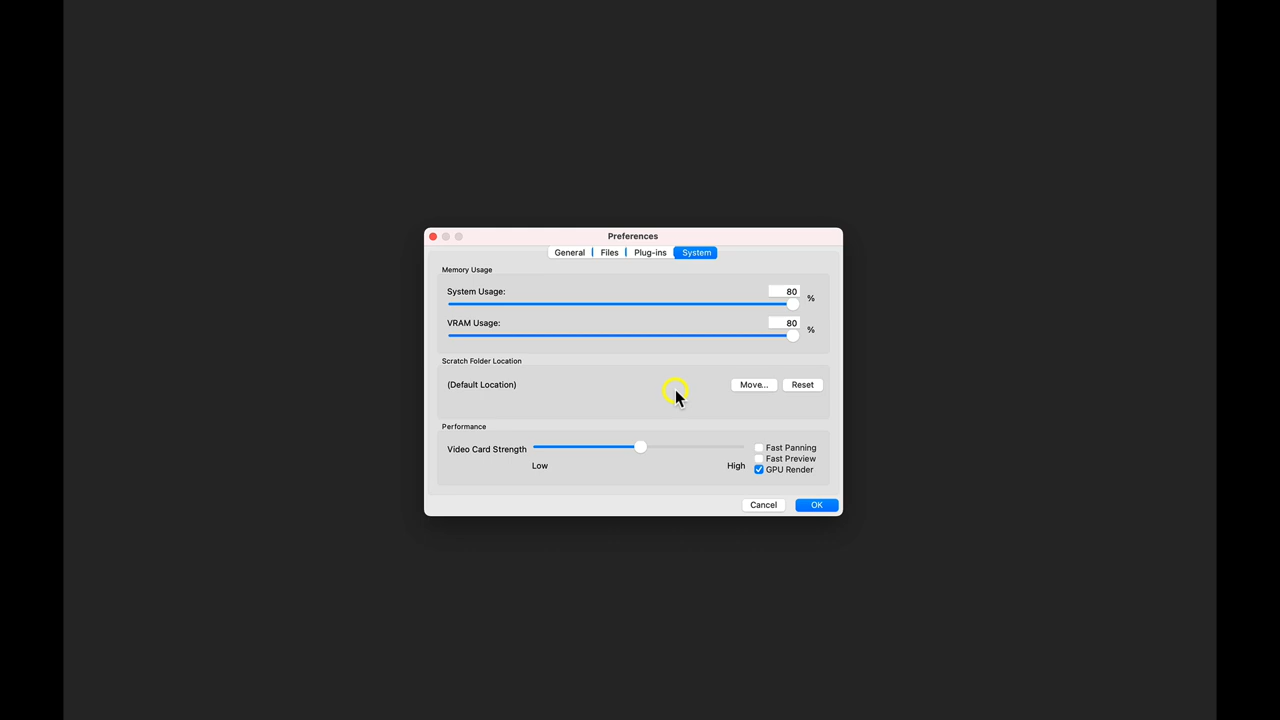 Preferences
General Files Plug-ins System
Memory Usage
System Usage: 80 %
VRAM Usage: 80 %
Scratch Folder Location
(Default Location) Move... Reset
Performance
Video Card Strength Fast Panning
Fast Preview
Low High GPU Render
Cancel OK